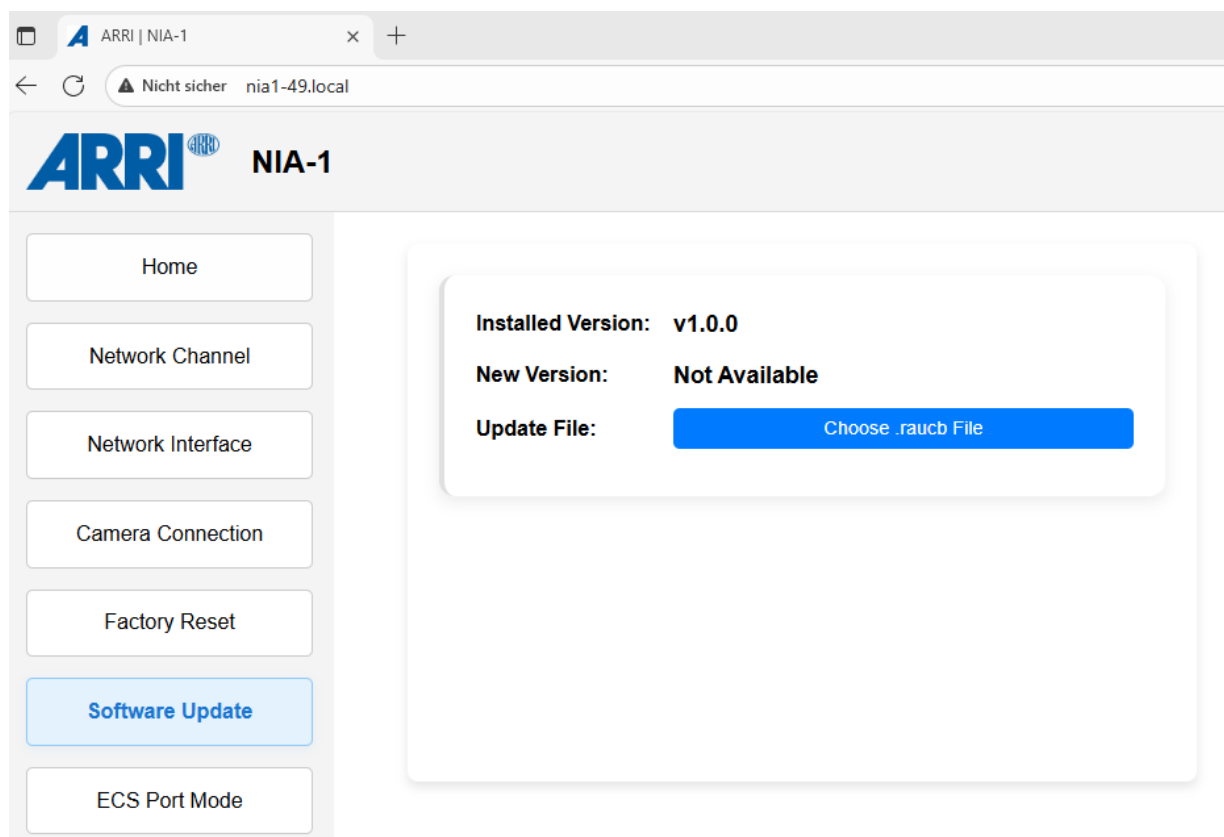 ARRI | NIA-1
Nicht sicher nia1-49.local
ARRI ARRI NIA-1
Home
Network Channel
Network Interface
Camera Connection
Factory Reset
Software Update
ECS Port Mode
Installed Version: v1.0.0
New Version: Not Available
Update File: Choose .raucb File